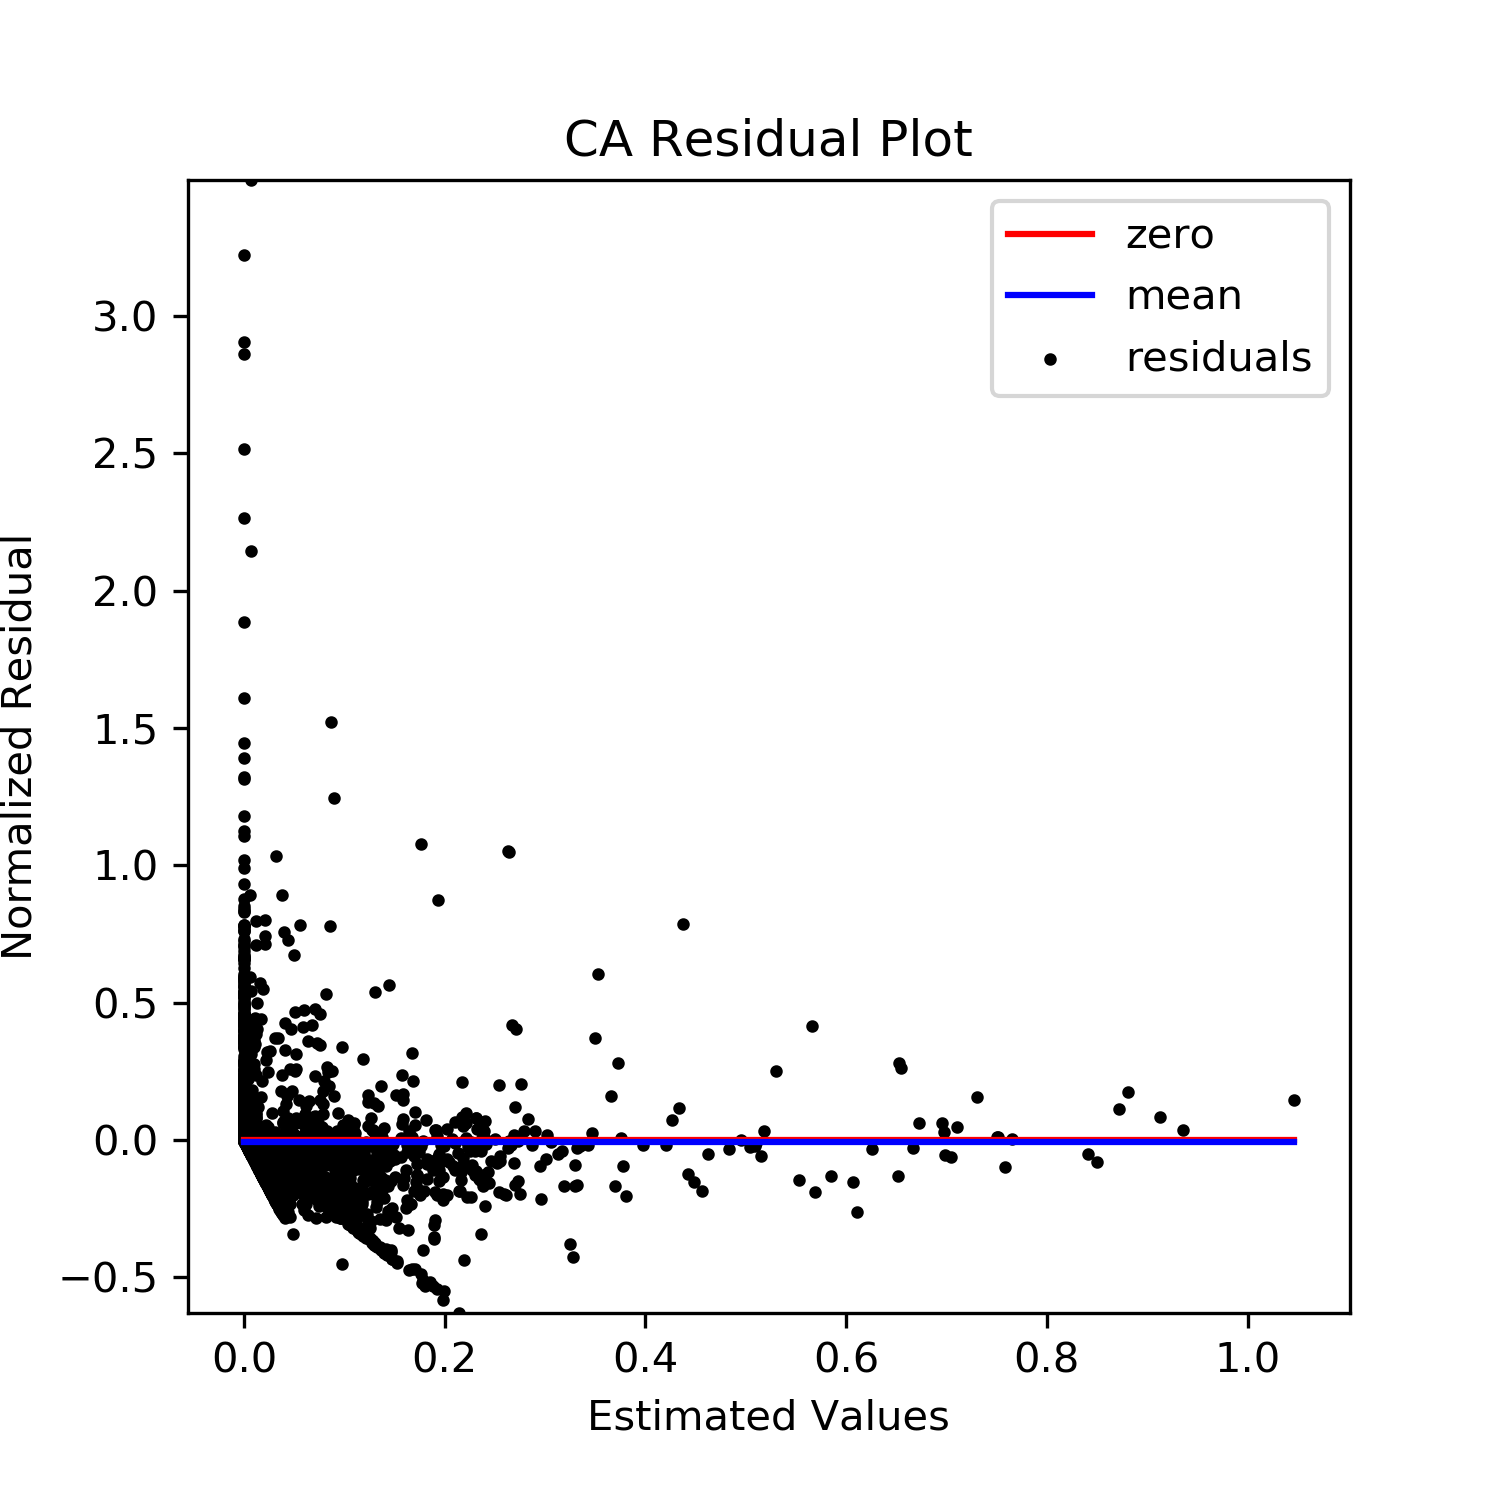 CA Residual Plot
zero
mean
residuals
Normalized Residual
3.0
2.5
2.0
1.5
1.0
0.5
0.0
−0.5
0.0 0.2 0.4 0.6 0.8 1.0
Estimated Values